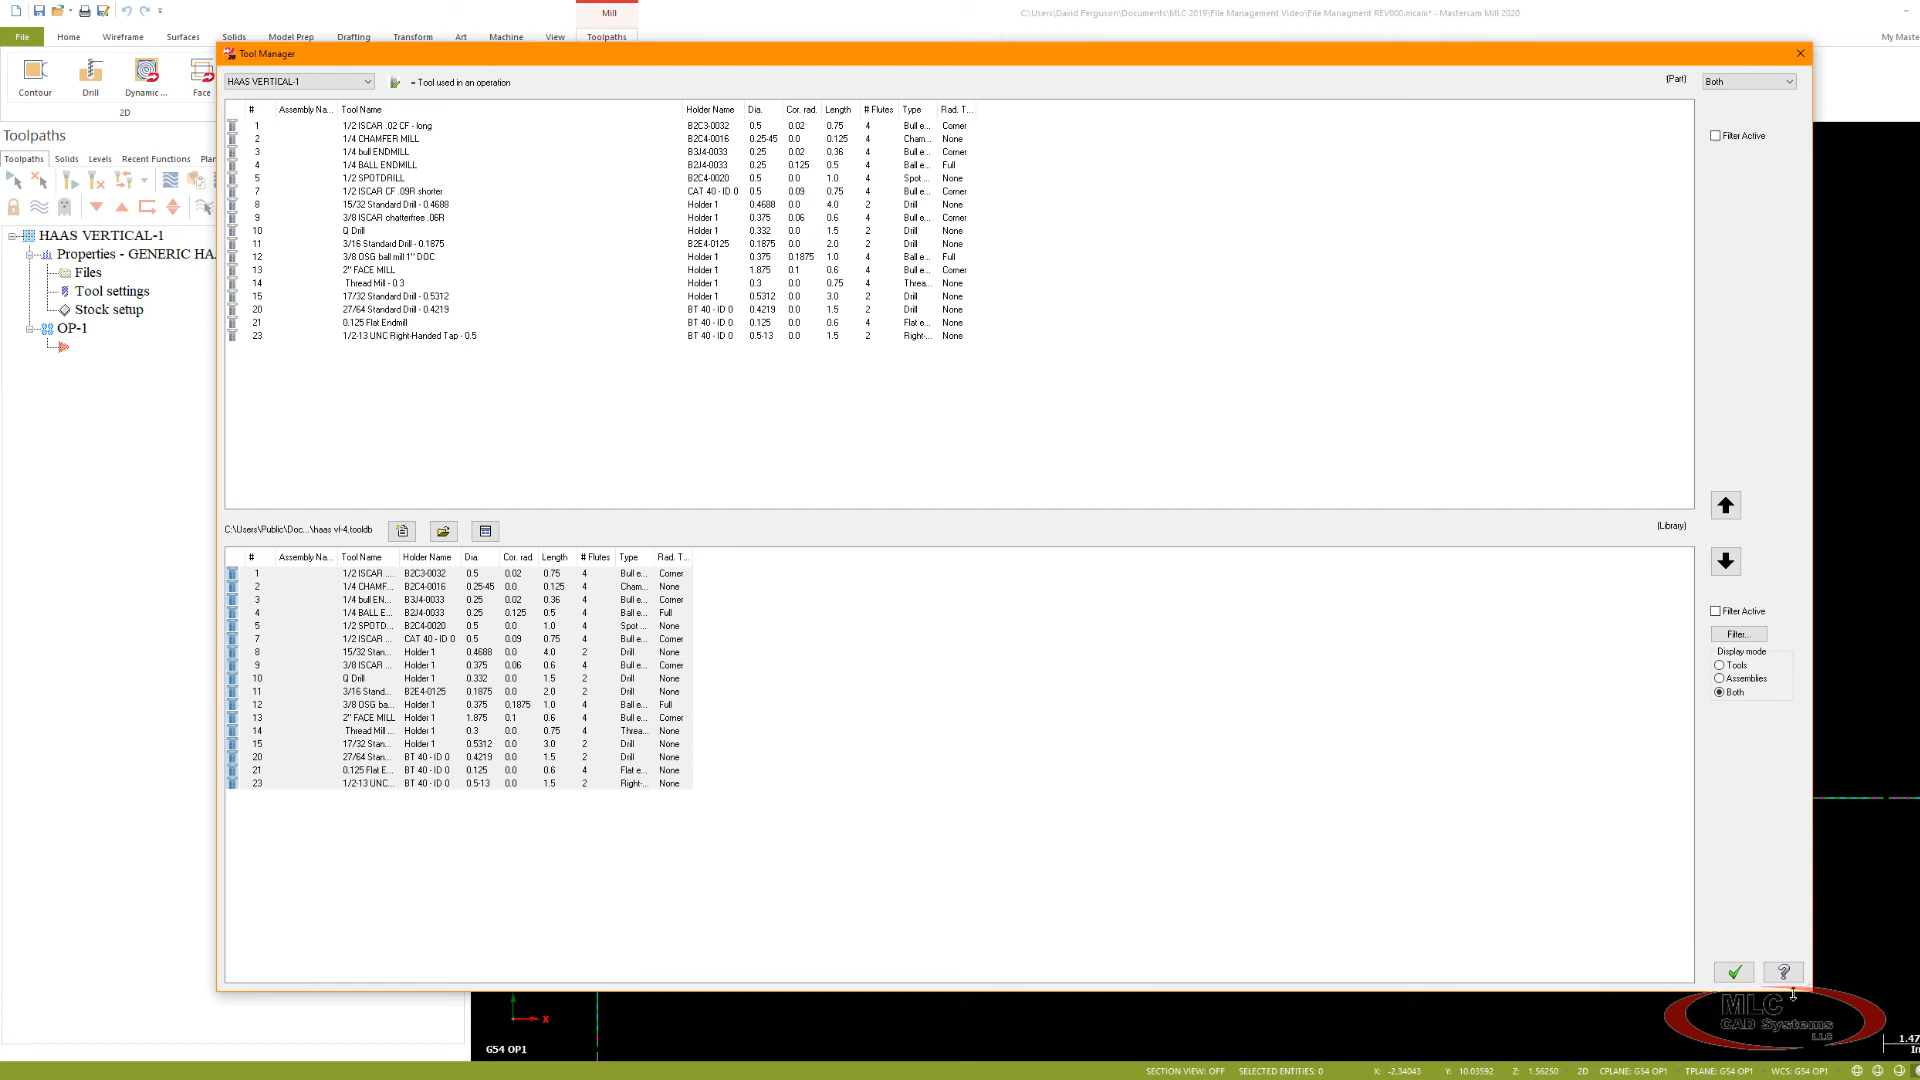 Mill
C:\Users\David Ferguson\Documents\MLC 2019\File Management Video\File Managment REV000.mcam* - Mastercam Mill 2020
File Home Wireframe Surfaces Solids Model Prep Drafting Transform Art Machine View Toolpaths My Maste
Tool Manager
Contour Drill Dynamic ... Face
2D
HAAS VERTICAL-1 = Tool used in an operation (Part) Both
Toolpaths
Toolpaths Solids Levels Recent Functions Plan
HAAS VERTICAL-1
Properties - GENERIC HA
Files
Tool settings
Stock setup
OP-1
# Assembly Na... Tool Name Holder Name Dia. Cor. rad. Length # Flutes Type Rad. T...
1 1/2 ISCAR .02 CF - long B2C3-0032 0.5 0.02 0.75 4 Bull e... Corner
2 1/4 CHAMFER MILL B2C4-0016 0.25-45 0.0 0.125 4 Cham... None
3 1/4 bull ENDMILL B3J4-0033 0.25 0.02 0.36 4 Bull e... Corner
4 1/4 BALL ENDMILL B2J4-0033 0.25 0.125 0.5 4 Ball e... Full
5 1/2 SPOTDRILL B2C4-0020 0.5 0.0 1.0 4 Spot ... None
7 1/2 ISCAR CF .09R shorter CAT 40 - ID 0 0.5 0.09 0.75 4 Bull e... Corner
8 15/32 Standard Drill - 0.4688 Holder 1 0.4688 0.0 4.0 2 Drill None
9 3/8 ISCAR chatterfree .06R Holder 1 0.375 0.06 0.6 4 Bull e... Corner
10 Q Drill Holder 1 0.332 0.0 1.5 2 Drill None
11 3/16 Standard Drill - 0.1875 B2E4-0125 0.1875 0.0 2.0 2 Drill None
12 3/8 OSG ball mill 1" DOC Holder 1 0.375 0.1875 1.0 4 Ball e... Full
13 2" FACE MILL Holder 1 1.875 0.1 0.6 4 Bull e... Corner
14 Thread Mill - 0.3 Holder 1 0.3 0.0 0.75 4 Threa... None
15 17/32 Standard Drill - 0.5312 Holder 1 0.5312 0.0 3.0 2 Drill None
20 27/64 Standard Drill - 0.4219 BT 40 - ID 0 0.4219 0.0 1.5 2 Drill None
21 0.125 Flat Endmill BT 40 - ID 0 0.125 0.0 0.6 4 Flat e... None
23 1/2-13 UNC Right-Handed Tap - 0.5 BT 40 - ID 0 0.5-13 0.0 1.5 2 Right-... None
Filter Active
C:\Users\Public\Doc...\haas vf-4.tooldb (Library)
# Assembly Na... Tool Name Holder Name Dia. Cor. rad. Length # Flutes Type Rad. T...
1 1/2 ISCAR .... B2C3-0032 0.5 0.02 0.75 4 Bull e... Corner
2 1/4 CHAMF... B2C4-0016 0.25-45 0.0 0.125 4 Cham... None
3 1/4 bull EN... B3J4-0033 0.25 0.02 0.36 4 Bull e... Corner
4 1/4 BALL E... B2J4-0033 0.25 0.125 0.5 4 Ball e... Full
5 1/2 SPOTD... B2C4-0020 0.5 0.0 1.0 4 Spot ... None
7 1/2 ISCAR ... CAT 40 - ID 0 0.5 0.09 0.75 4 Bull e... Corner
8 15/32 Stan... Holder 1 0.4688 0.0 4.0 2 Drill None
9 3/8 ISCAR ... Holder 1 0.375 0.06 0.6 4 Bull e... Corner
10 Q Drill Holder 1 0.332 0.0 1.5 2 Drill None
11 3/16 Stand... B2E4-0125 0.1875 0.0 2.0 2 Drill None
12 3/8 OSG ba... Holder 1 0.375 0.1875 1.0 4 Ball e... Full
13 2" FACE MILL Holder 1 1.875 0.1 0.6 4 Bull e... Corner
14 Thread Mill ... Holder 1 0.3 0.0 0.75 4 Threa... None
15 17/32 Stan... Holder 1 0.5312 0.0 3.0 2 Drill None
20 27/64 Stan... BT 40 - ID 0 0.4219 0.0 1.5 2 Drill None
21 0.125 Flat E... BT 40 - ID 0 0.125 0.0 0.6 4 Flat e... None
23 1/2-13 UNC... BT 40 - ID 0 0.5-13 0.0 1.5 2 Right-... None
Filter Active
Filter...
Display mode
Tools
Assemblies
Both
X
G54 OP1
MLC
CAD Systems
LLC
1.47
In
SECTION VIEW: OFF SELECTED ENTITIES: 0 X: -2.34043 Y: 10.03592 Z: 1.56250 2D CPLANE: G54 OP1 TPLANE: G54 OP1 WCS: G54 OP1